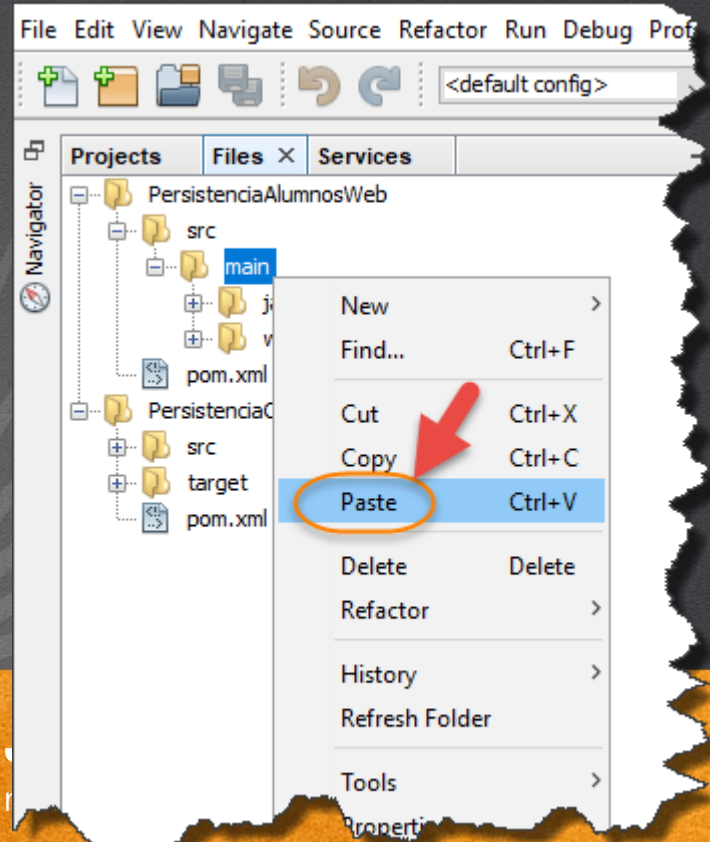 File Edit View Navigate Source Refactor Run Debug
<default config>
Projects Files × Services
Navigator
PersistenciaAlumnosWeb
src
main
pom.xml
src
target
pom.xml
New
Find... Ctrl+F
Cut Ctrl+X
Copy Ctrl+C
Paste Ctrl+V
Delete Delete
Refactor
History
Refresh Folder
Tools